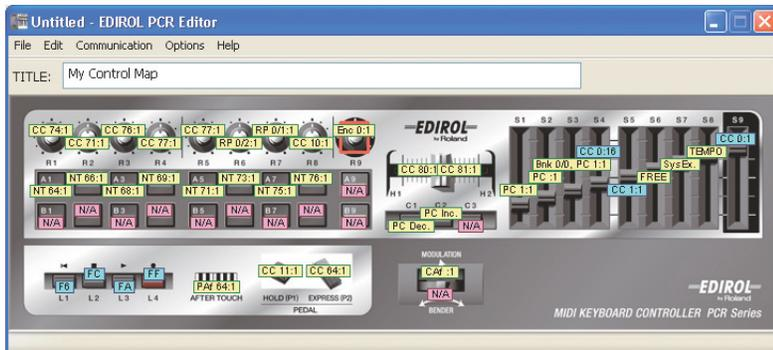 Untitled - EDIROL PCR Editor
File Edit Communication Options Help
TITLE: My Control Map
CC 74:1 CC 76:1 CC 77:1 RP 0/1:1 Enc 0:1
CC 71:1 CC 77:1 RP 0/2:1 CC 10:1
R1 R2 R3 R4 R5 R6 R7 R8 R9
A1 NT 66:1 A3 NT 69:1 A5 NT 73:1 A7 NT 76:1 A9
NT 64:1 NT 68:1 NT 71:1 NT 75:1 N/A
B1 N/A B3 N/A B5 N/A B7 N/A B9
N/A N/A N/A N/A N/A
EDIROL
by Roland
CC 80:1 CC 81:1
H1 H2
C1 C2 C3
PC Inc.
PC Dec. N/A
S1 S2 S3 S4 S5 S6 S7 S8 S9
CC 0:1
CC 0:16 TEMPO
Bnk 0/0, PC 1:1 SysEx.
PC :1 FREE
PC 1:1 CC 1:1
F6 FC FA FF
L1 L2 L3 L4
PAf 64:1
AFTER TOUCH
CC 11:1 CC 64:1
HOLD (P1) EXPRESS (P2)
PEDAL
MODULATION
CAf :1
N/A
BENDER
EDIROL
by Roland
MIDI KEYBOARD CONTROLLER PCR Series